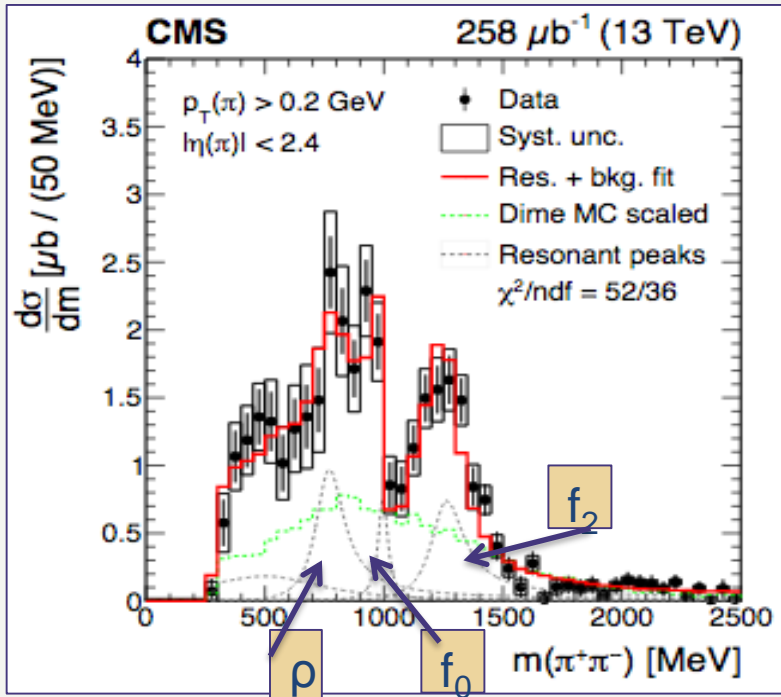 CMS 258 μb⁻¹ (13 TeV)
dσ/dm [μb / (50 MeV)]
p_T(π) > 0.2 GeV
|η(π)| < 2.4
Data
Syst. unc.
Res. + bkg. fit
Dime MC scaled
Resonant peaks
χ²/ndf = 52/36
4
3.5
3
2.5
2
1.5
1
0.5
0
f₂
0 500 1000 1500 2000 2500
ρ f₀ m(π⁺π⁻) [MeV]